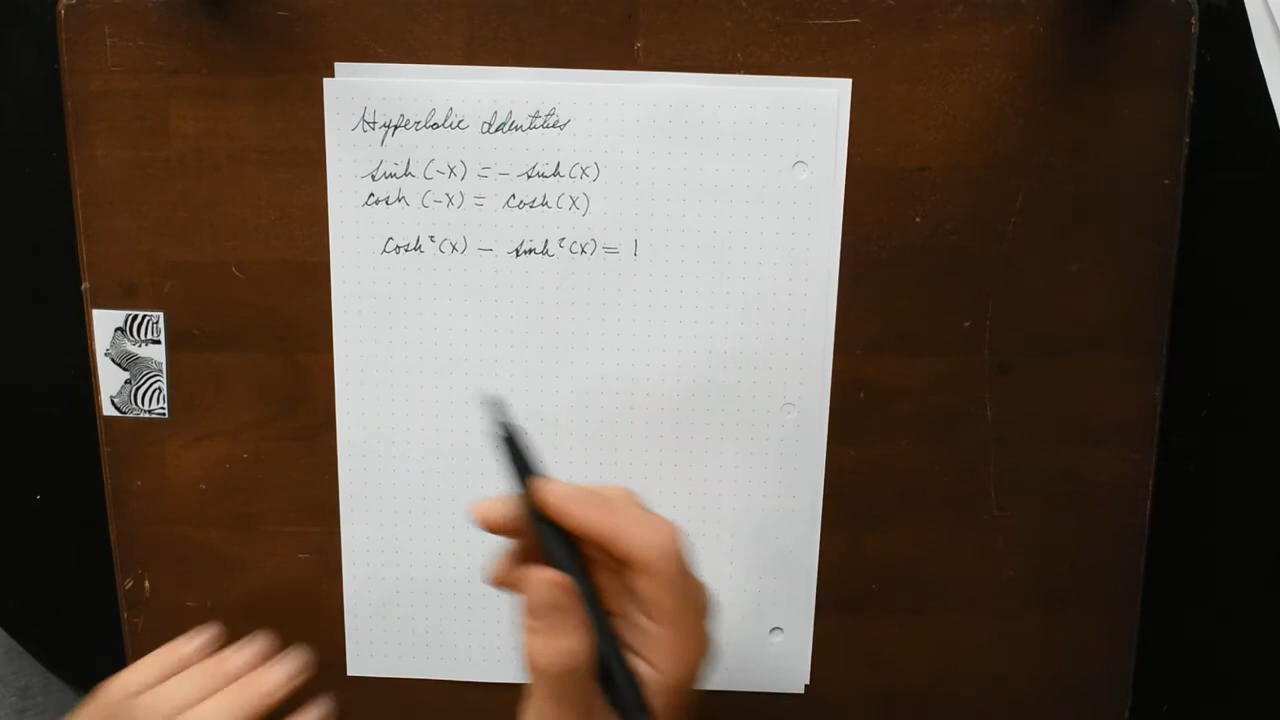 Hyperbolic Identities
sinh (-x) = - sinh (x)
cosh (-x) = cosh (x)
cosh²(x) - sinh²(x) = 1